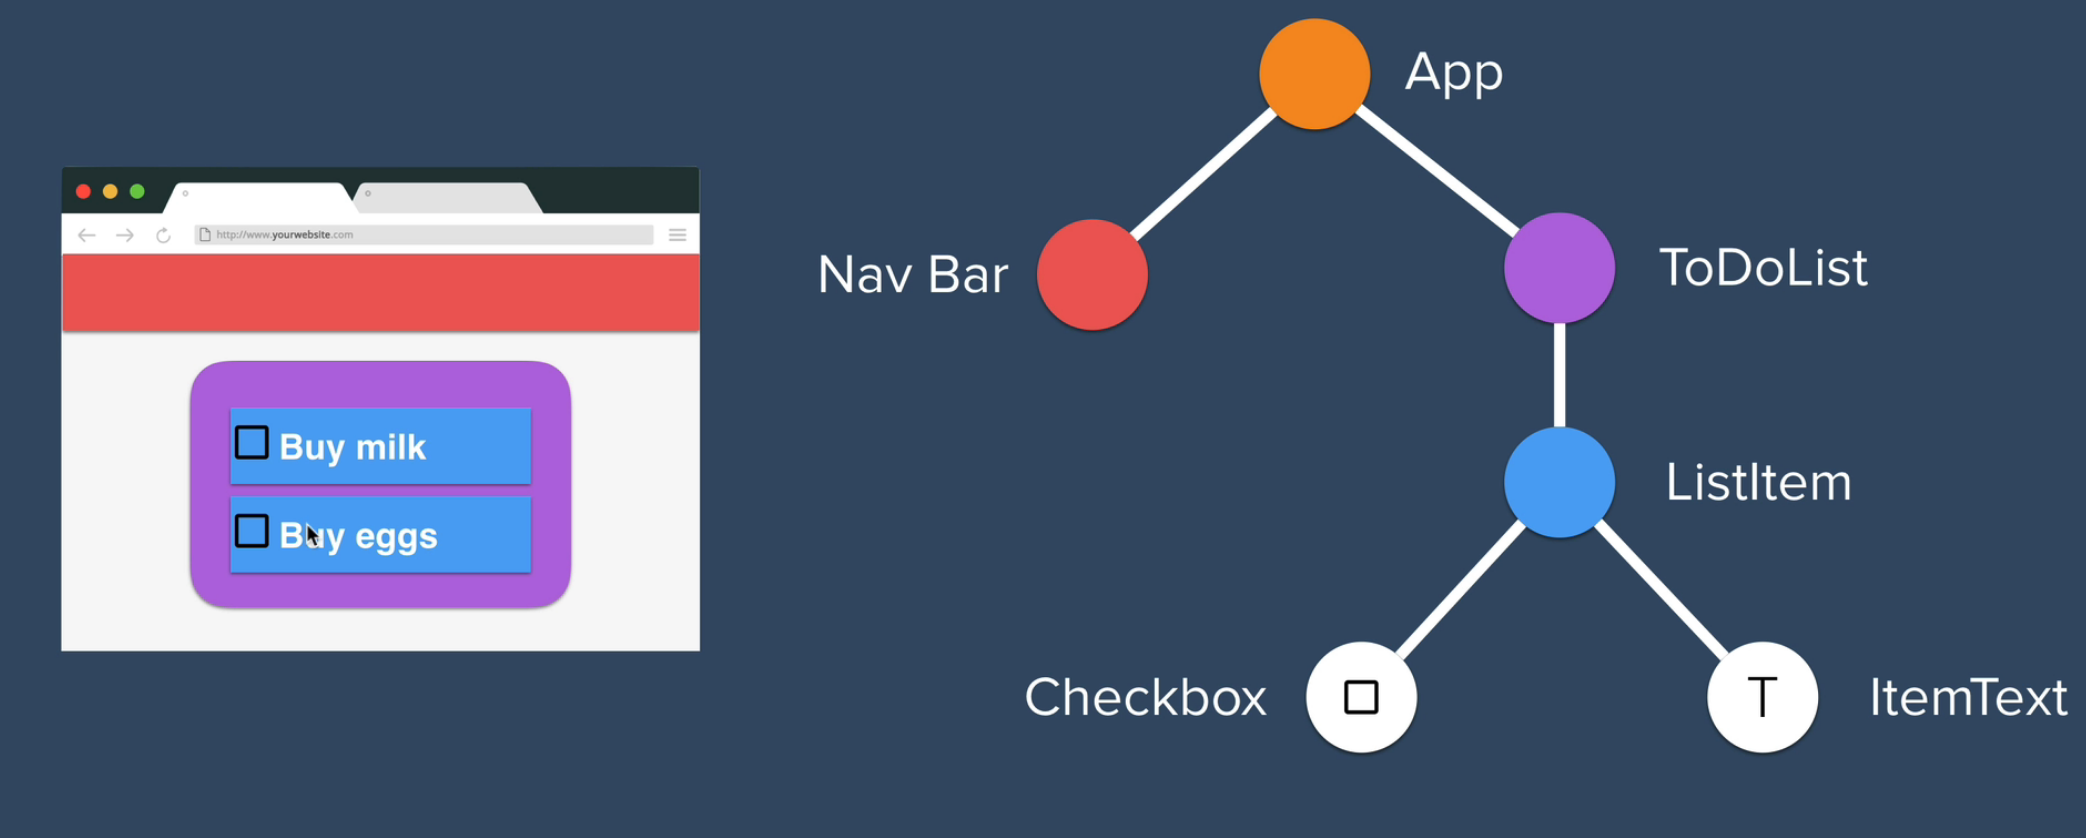 http://www.yourwebsite.com
Buy milk
Buy eggs
App
Nav Bar
ToDoList
ListItem
Checkbox
T
ItemText